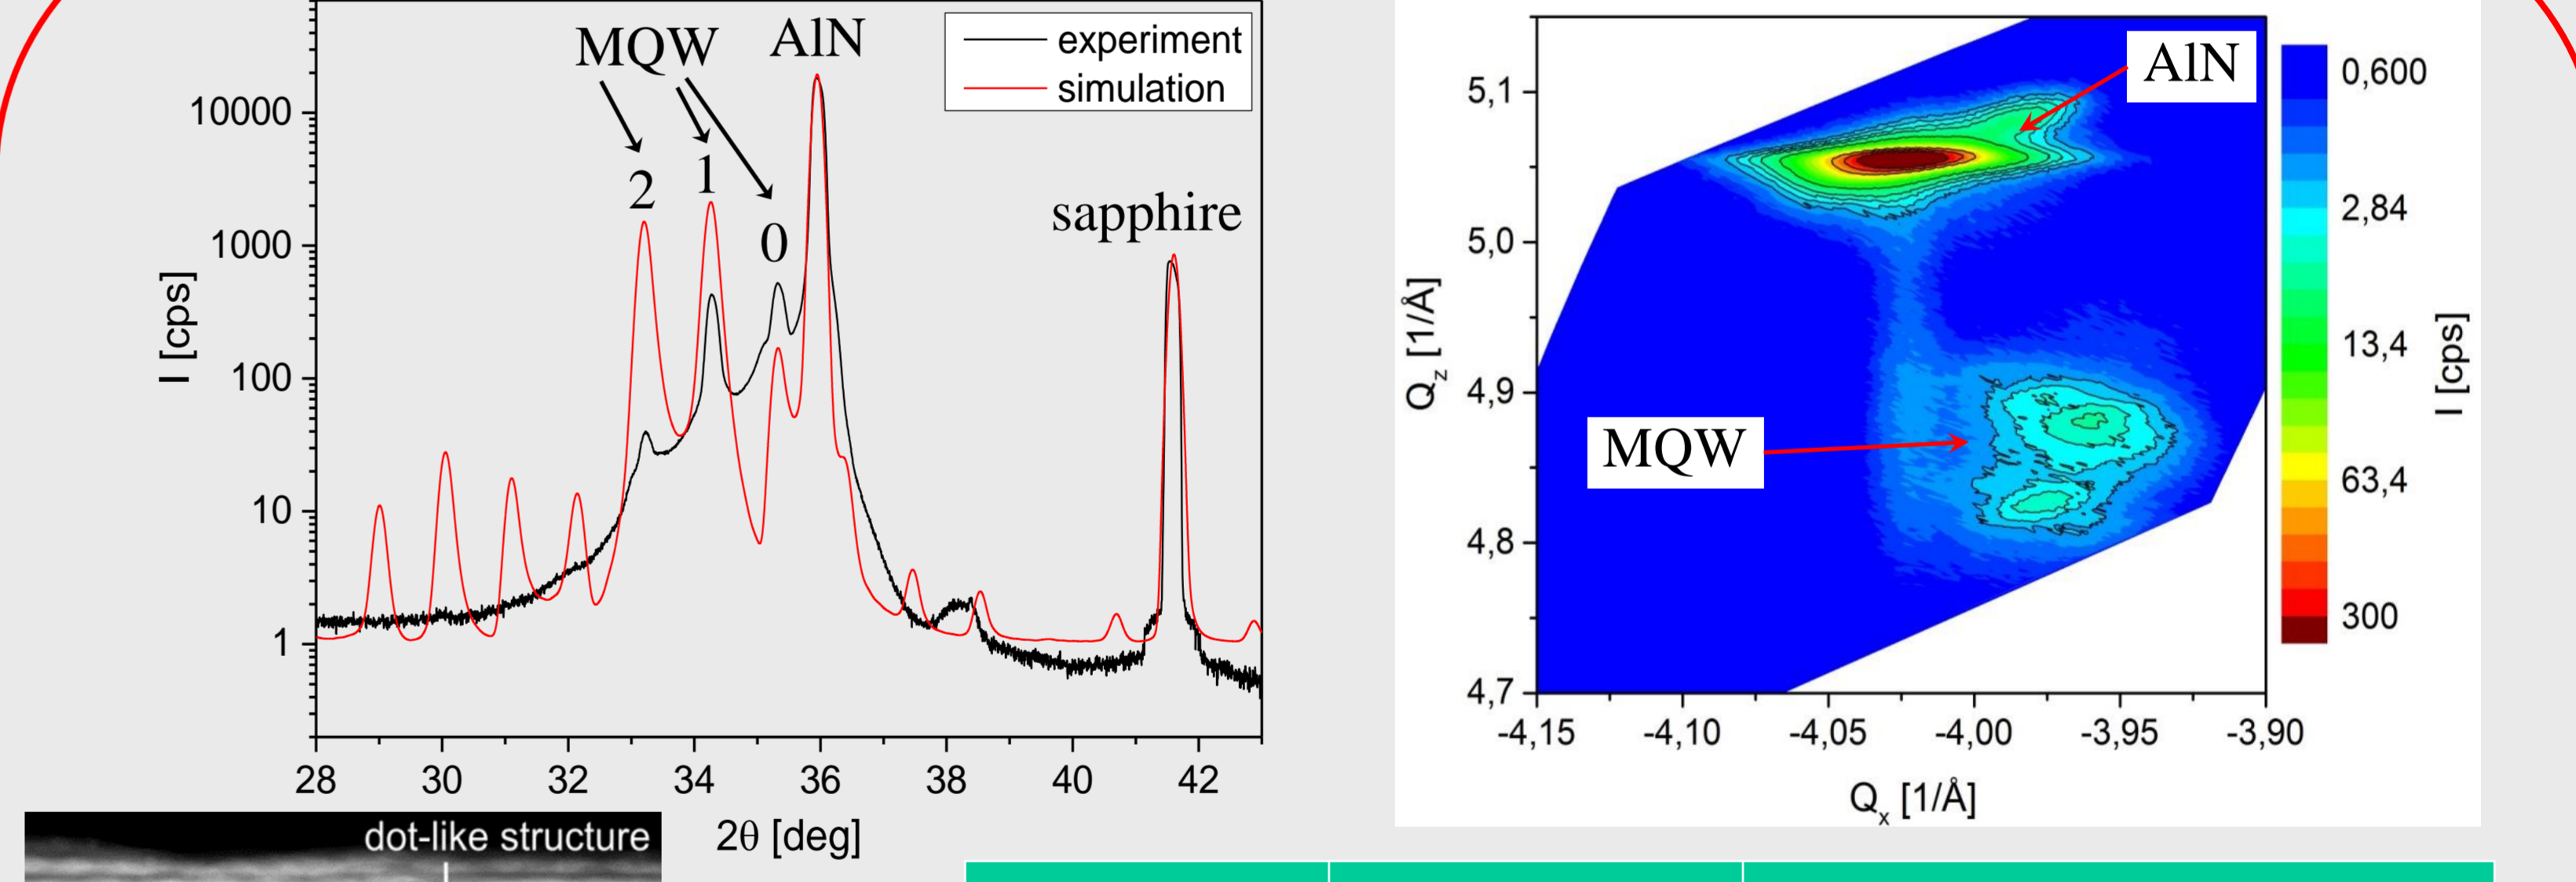 MQW
AlN
experiment
simulation
2
1
0
sapphire
I [cps]
10000
1000
100
10
1
28
30
32
34
36
38
40
42
2θ [deg]
AlN
MQW
Q_z [1/Å]
5,1
5,0
4,9
4,8
4,7
-4,15
-4,10
-4,05
-4,00
-3,95
-3,90
Q_x [1/Å]
0,600
2,84
13,4
63,4
300
I [cps]
dot-like structure